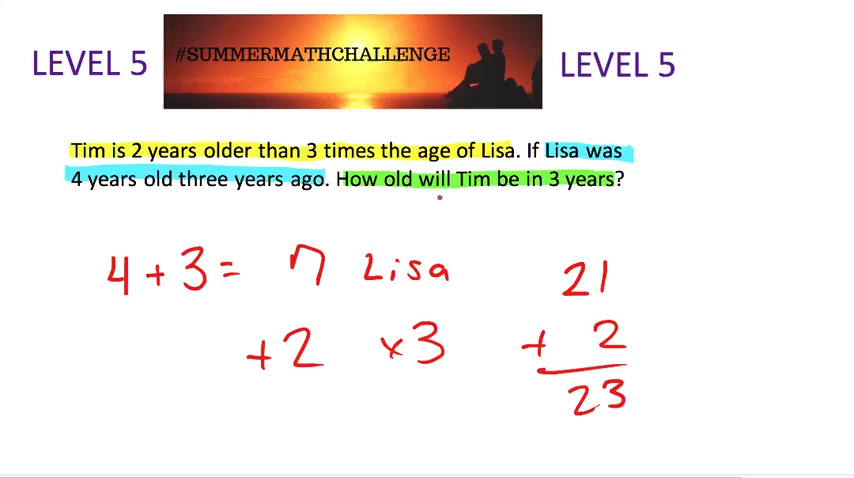 LEVEL 5
#SUMMERMATHCHALLENGE
LEVEL 5
Tim is 2 years older than 3 times the age of Lisa. If Lisa was
4 years old three years ago. How old will Tim be in 3 years?
4 + 3 = 7 Lisa
+2 x3
21
+ 2
23